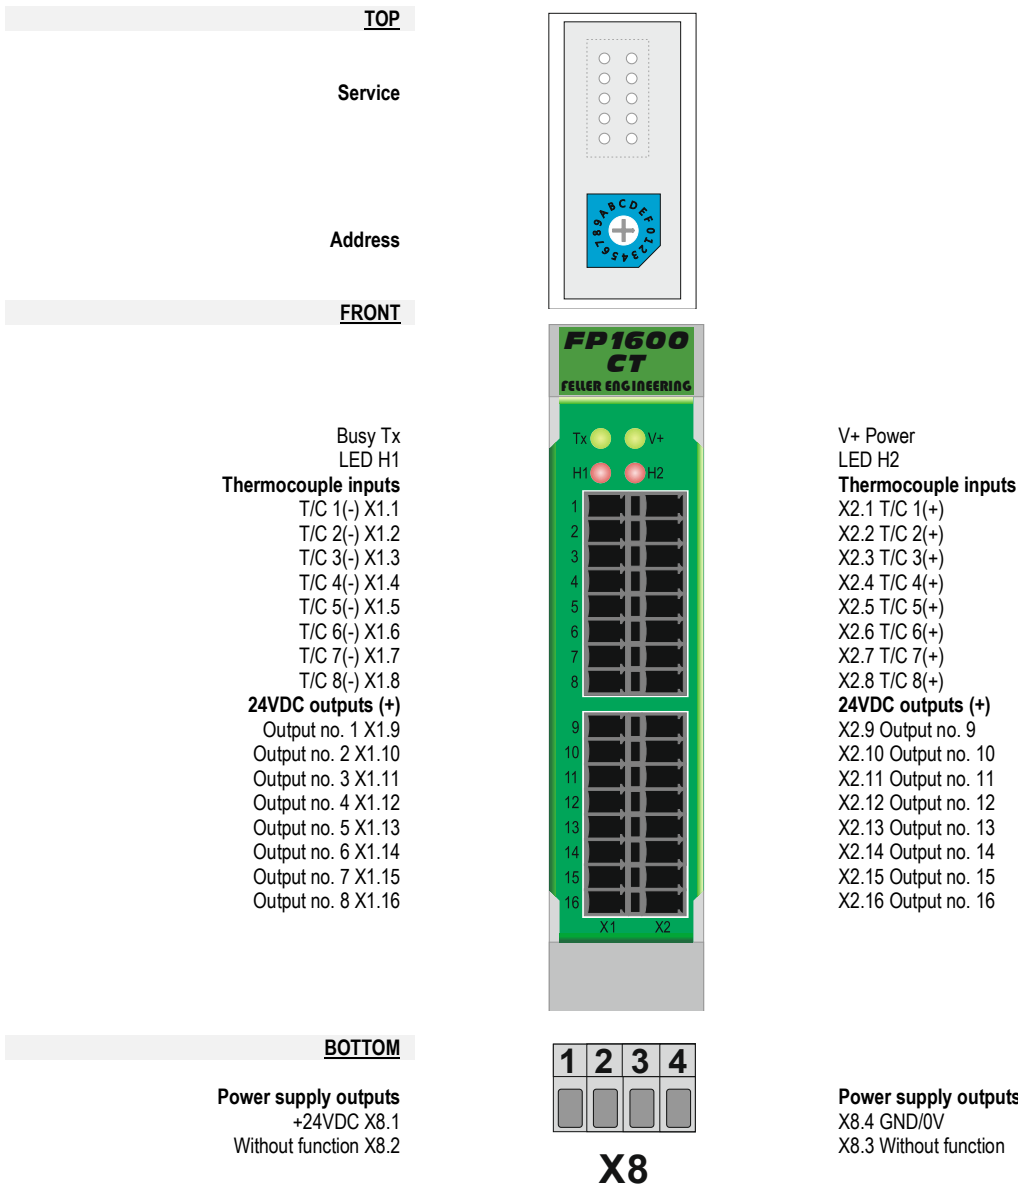 TOP
Service
A B C D E F 0 1 2 3 4 5 6 7 8 9
Address
FRONT
FP1600
CT
FELLER ENGINEERING
Busy Tx
Tx
V+
V+ Power
LED H1
H1
H2
LED H2
Thermocouple inputs
Thermocouple inputs
T/C 1(-) X1.1
1
X2.1 T/C 1(+)
T/C 2(-) X1.2
2
X2.2 T/C 2(+)
T/C 3(-) X1.3
3
X2.3 T/C 3(+)
T/C 4(-) X1.4
4
X2.4 T/C 4(+)
T/C 5(-) X1.5
5
X2.5 T/C 5(+)
T/C 6(-) X1.6
6
X2.6 T/C 6(+)
T/C 7(-) X1.7
7
X2.7 T/C 7(+)
T/C 8(-) X1.8
8
X2.8 T/C 8(+)
24VDC outputs (+)
24VDC outputs (+)
Output no. 1 X1.9
9
X2.9 Output no. 9
Output no. 2 X1.10
10
X2.10 Output no. 10
Output no. 3 X1.11
11
X2.11 Output no. 11
Output no. 4 X1.12
12
X2.12 Output no. 12
Output no. 5 X1.13
13
X2.13 Output no. 13
Output no. 6 X1.14
14
X2.14 Output no. 14
Output no. 7 X1.15
15
X2.15 Output no. 15
Output no. 8 X1.16
16
X2.16 Output no. 16
X1
X2
BOTTOM
1 2 3 4
Power supply outputs
Power supply outputs
+24VDC X8.1
X8.4 GND/0V
Without function X8.2
X8.3 Without function
X8